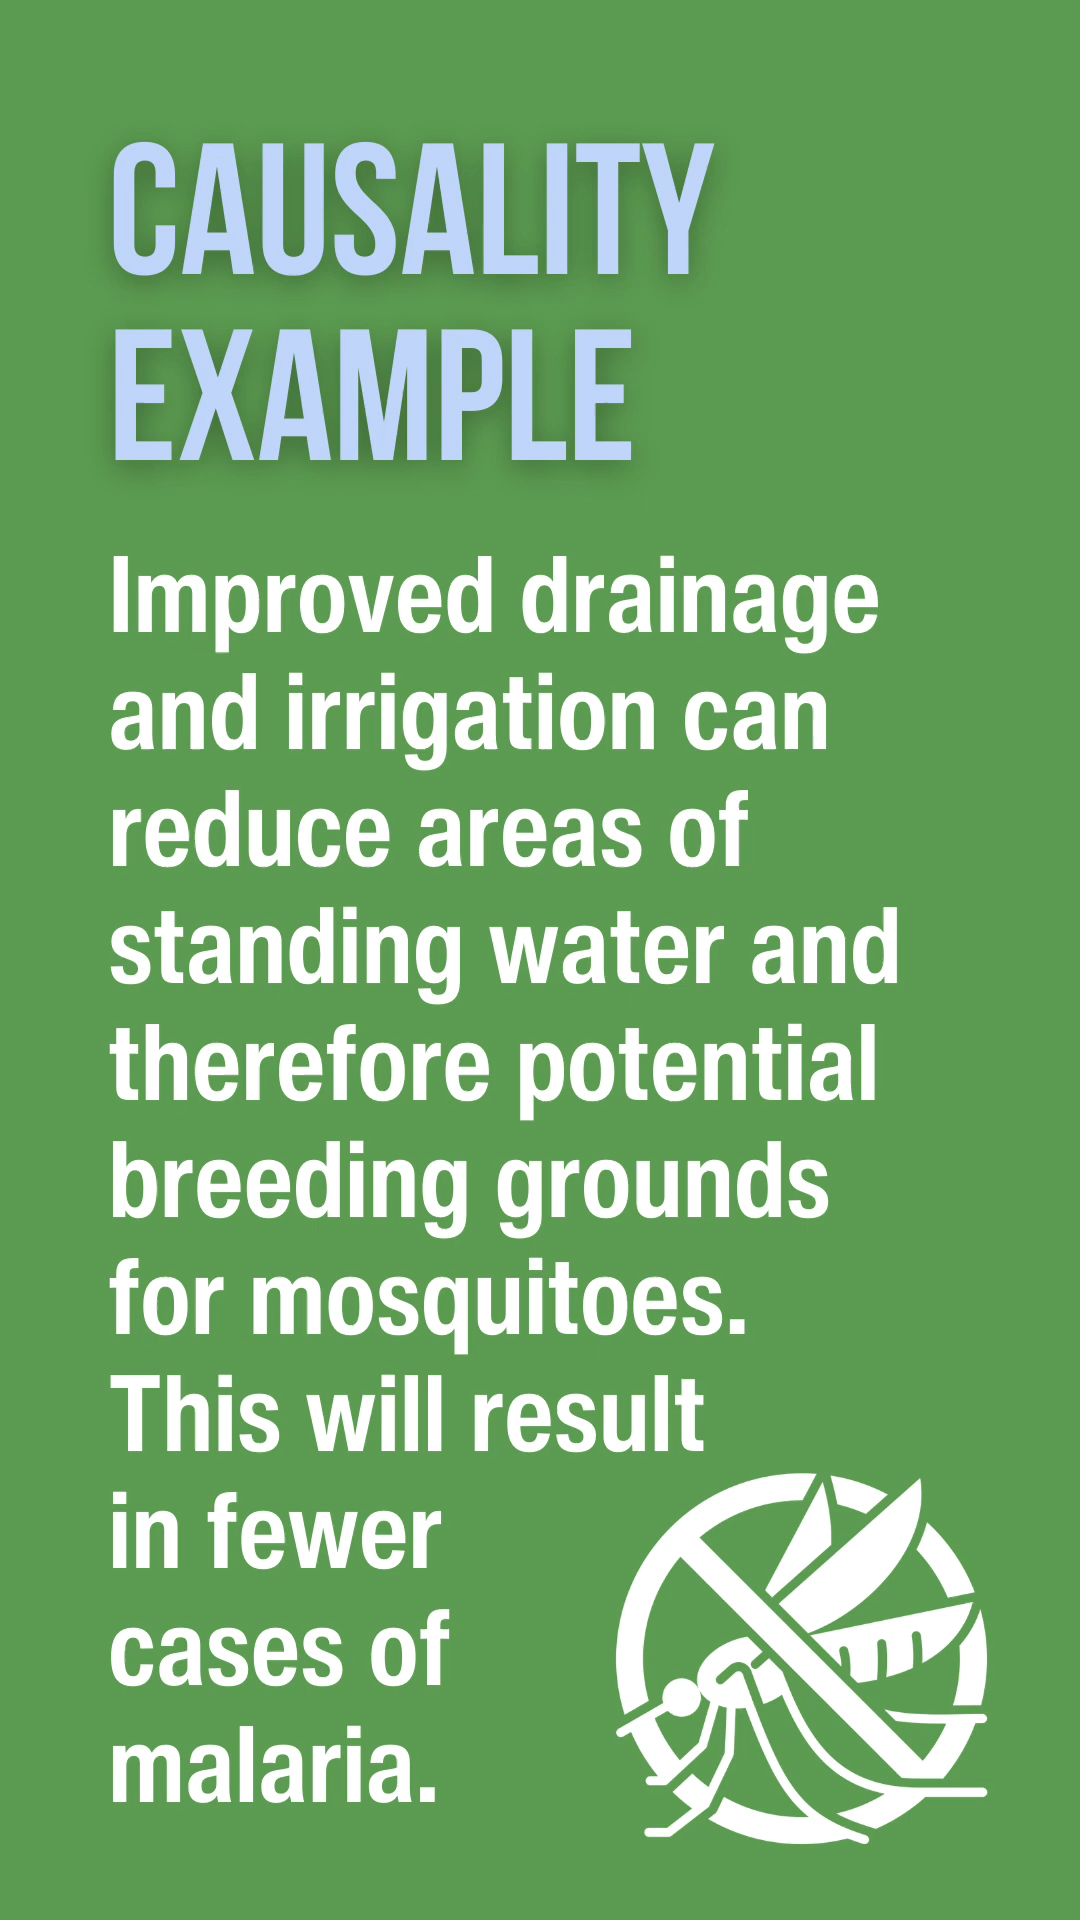 CAUSALITY
EXAMPLE
Improved drainage
and irrigation can
reduce areas of
standing water and
therefore potential
breeding grounds
for mosquitoes.
This will result
in fewer
cases of
malaria.